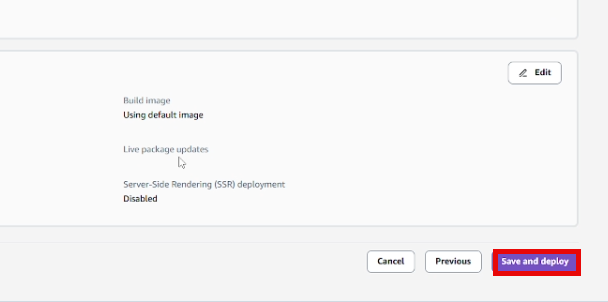 Edit
Build image
Using default image
Live package updates
Server-Side Rendering (SSR) deployment
Disabled
Cancel
Previous
Save and deploy